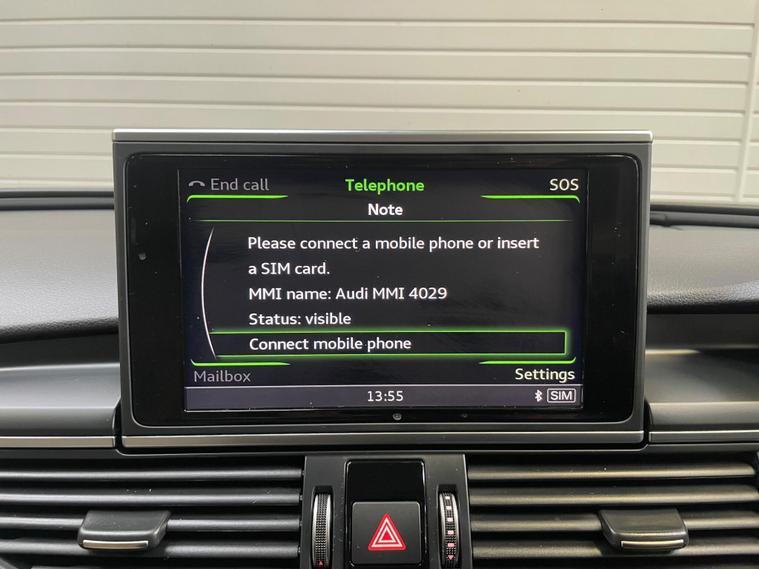 End call Telephone SOS
Note
Please connect a mobile phone or insert
a SIM card.
MMI name: Audi MMI 4029
Status: visible
Connect mobile phone
Mailbox Settings
13:55 SIM